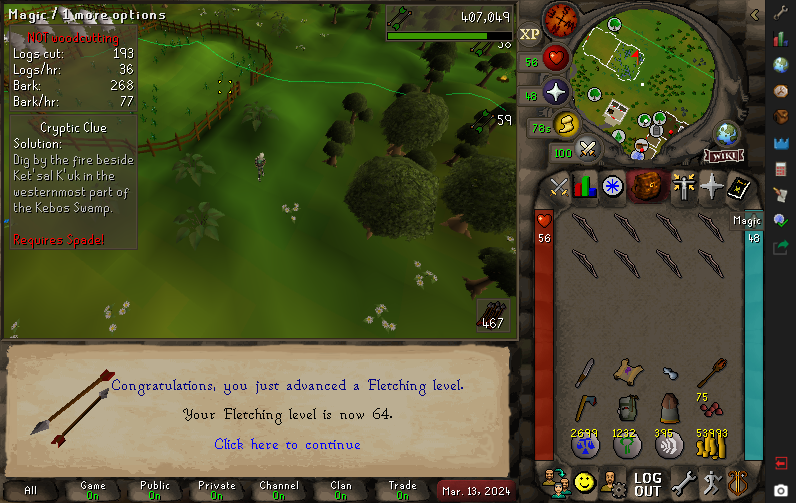 Magic / 1 more options
407,049
NOT woodcutting
Logs cut: 193
Logs/hr: 36
Bark: 268
Bark/hr: 77
59
Cryptic Clue
Solution:
Dig by the fire beside
Ket'sal K'uk in the
westernmost part of
the Kebos Swamp.
Requires Spade!
467
XP
56
48
78s
100
WIKI
Magic
56
48
75
2699
1232
395
53993
Congratulations, you just advanced a Fletching level.
Your Fletching level is now 64.
Click here to continue
All
Game
On
Public
On
Private
On
Channel
On
Clan
On
Trade
On
Mar. 13, 2024
LOG
OUT